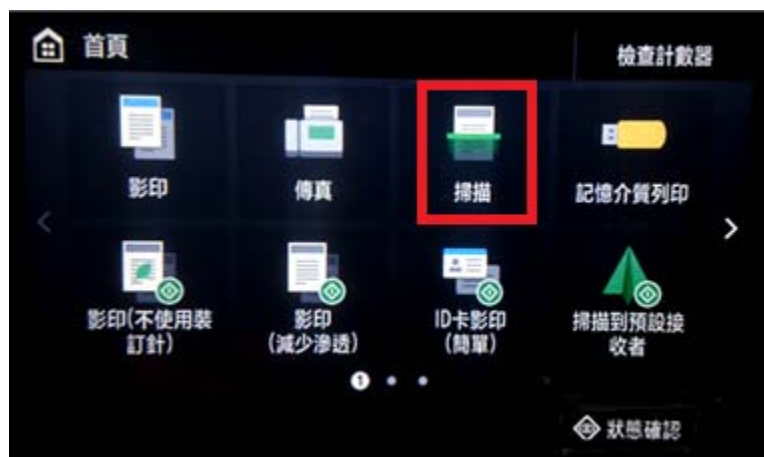 首頁
檢查計數器
影印
傳真
掃描
記憶介質列印
影印(不使用裝
訂針)
影印
(減少滲透)
ID卡影印
(簡單)
掃描到預設接
收者
1
狀態確認